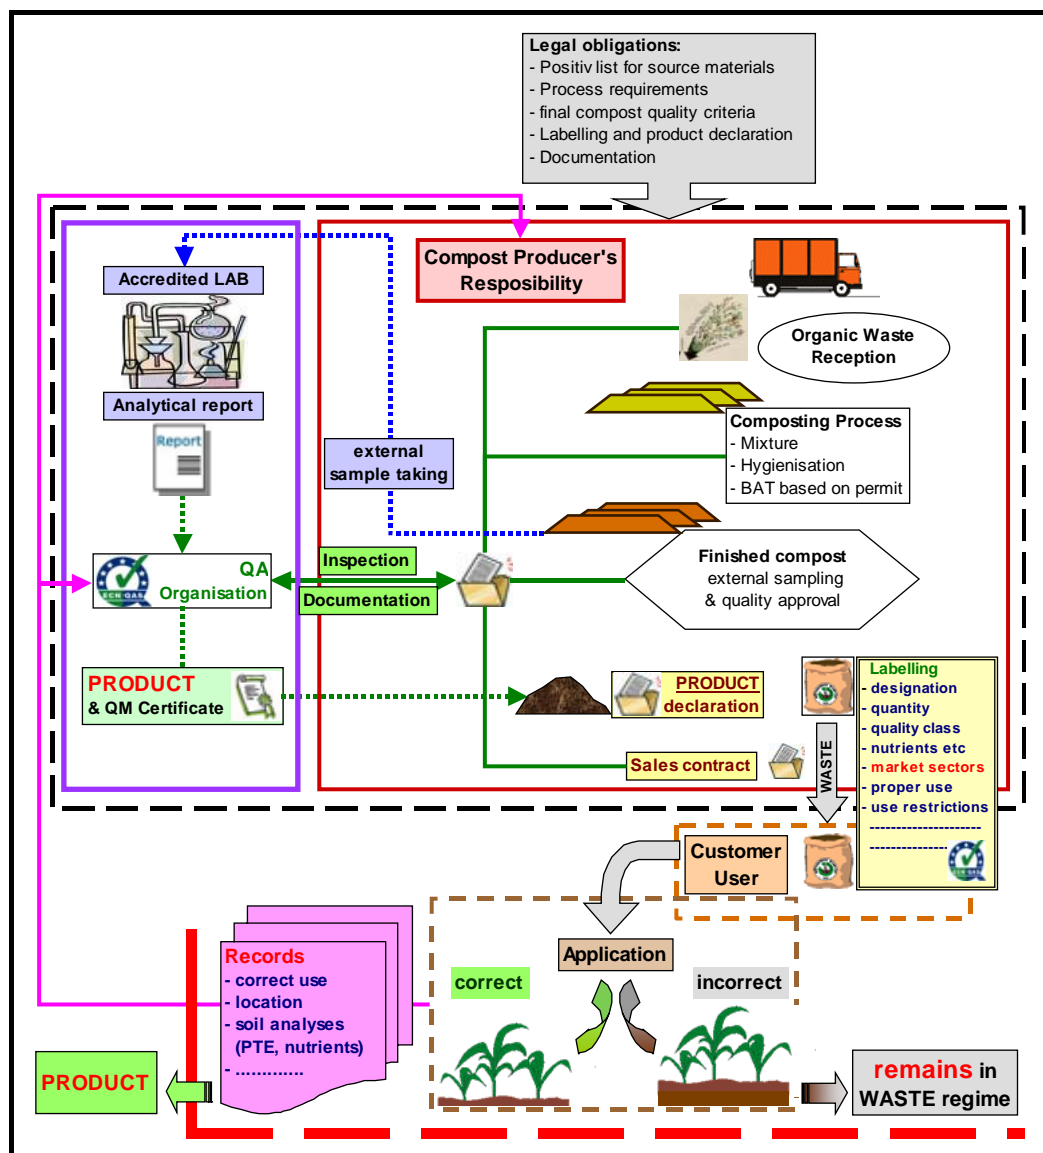 Legal obligations:
- Positiv list for source materials
- Process requirements
- final compost quality criteria
- Labelling and product declaration
- Documentation
Accredited LAB
Analytical report
Report
external
sample taking
Compost Producer's
Resposibility
Organic Waste
Reception
Composting Process
- Mixture
- Hygienisation
- BAT based on permit
Finished compost
external sampling
& quality approval
Inspection
Documentation
ECN-QAS
QA
Organisation
PRODUCT
& QM Certificate
PRODUCT
declaration
Sales contract
WASTE
Labelling
- designation
- quantity
- quality class
- nutrients etc
- market sectors
- proper use
- use restrictions
----------------------
----------------
ECN-QAS
Customer
User
Application
correct
incorrect
Records
- correct use
- location
- soil analyses
(PTE, nutrients)
- .............
PRODUCT
remains in
WASTE regime